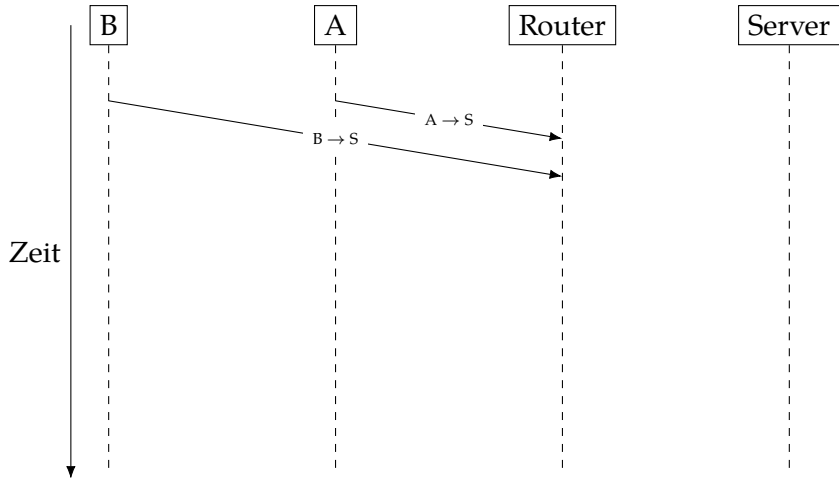 B
A
Router
Server
A → S
B → S
Zeit